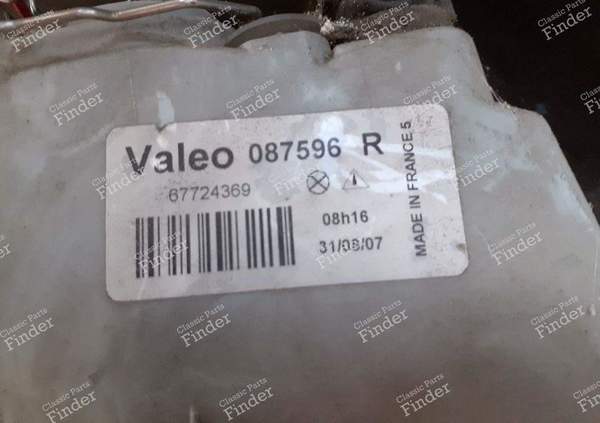 Valeo 087596 R
67724369
08h16
31/08/07
MADE IN FRANCE 5
Classic Parts
Finder